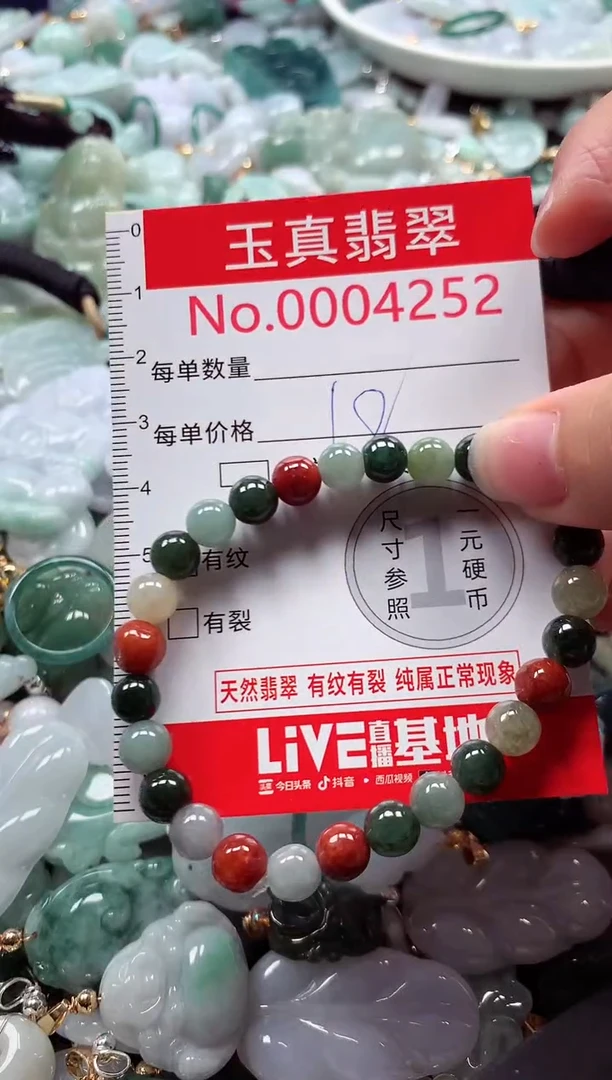 玉真翡翠
No.0004252
0
1
每单数量
2
每单价格 18/
3
4
5 有纹
有裂
尺寸参照
1
一元硬币
天然翡翠 有纹有裂 纯属正常现象
LiVE直播基地
头条 今日头条 抖音 • 西瓜视频